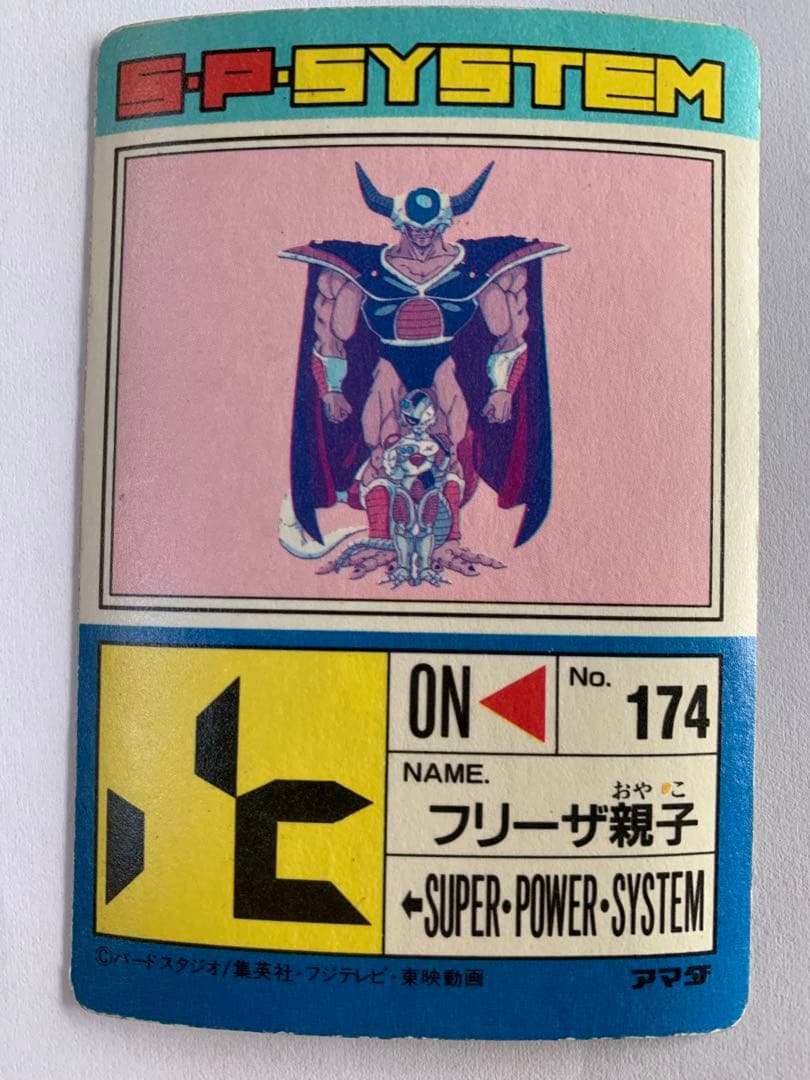 S・P・SYSTEM
ON
No.
174
NAME.
おやこ
フリーザ親子
←SUPER・POWER・SYSTEM
©バードスタジオ/集英社・フジテレビ・東映動画
アマダ